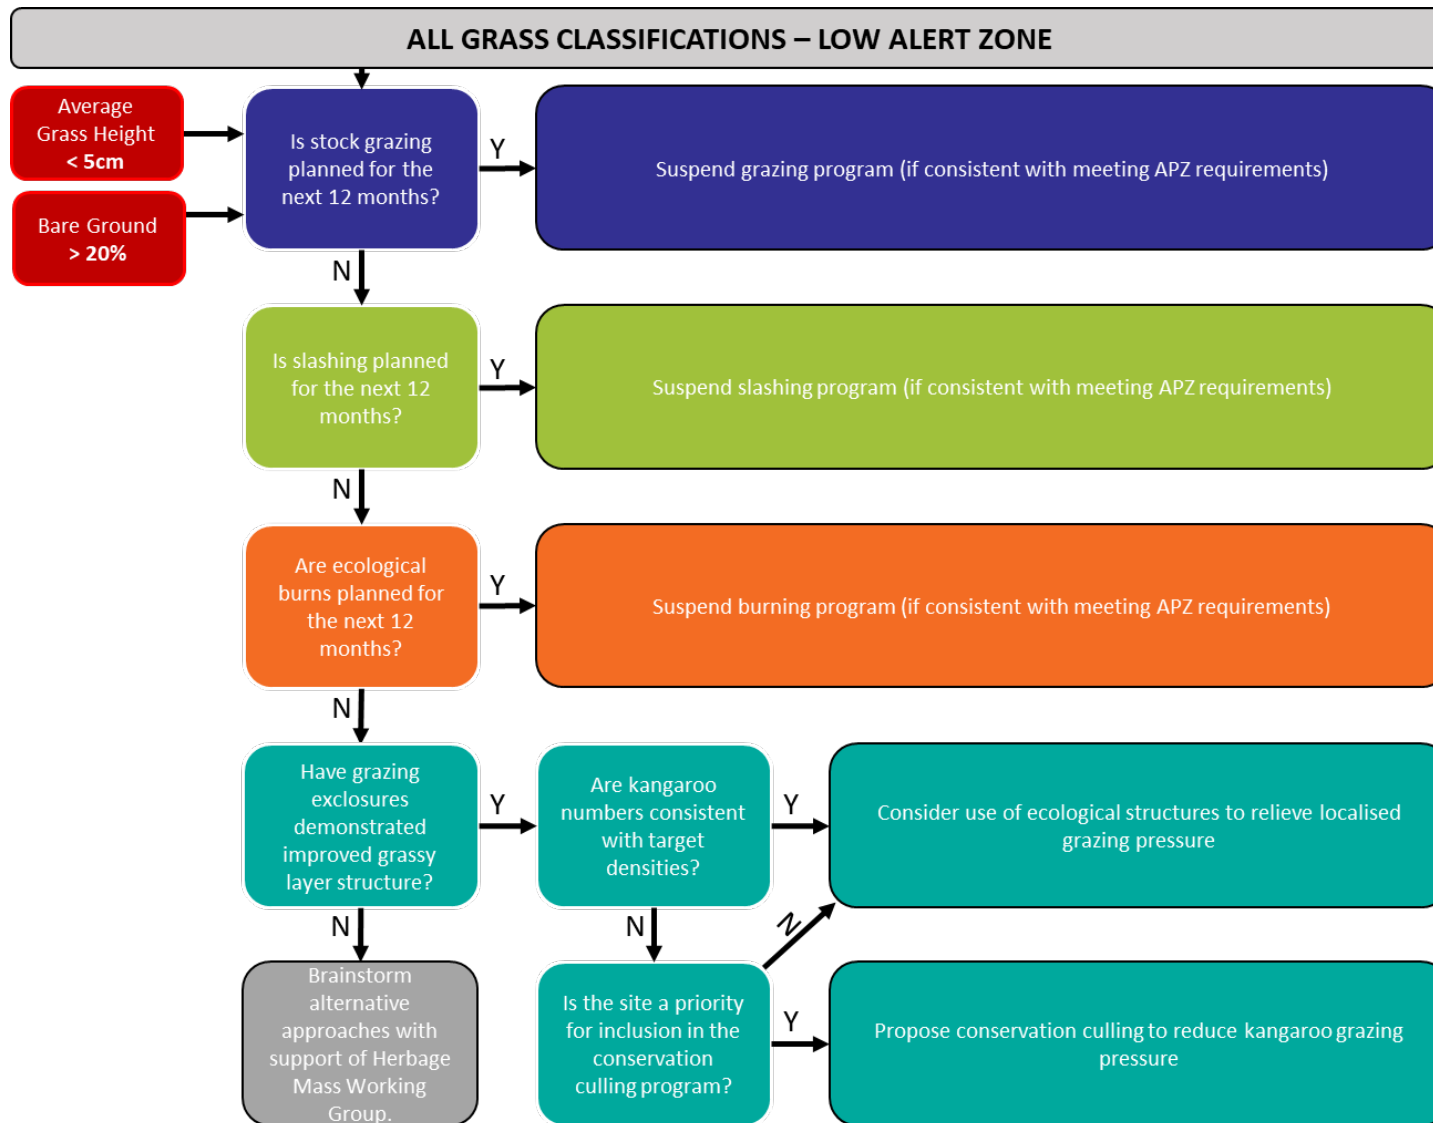 ALL GRASS CLASSIFICATIONS – LOW ALERT ZONE
Average
Grass Height
< 5cm
Bare Ground
> 20%
Is stock grazing
planned for the
next 12 months?
Y
Suspend grazing program (if consistent with meeting APZ requirements)
N
Is slashing planned
for the next 12
months?
Y
Suspend slashing program (if consistent with meeting APZ requirements)
N
Are ecological
burns planned for
the next 12
months?
Y
Suspend burning program (if consistent with meeting APZ requirements)
N
Have grazing
exclosures
demonstrated
improved grassy
layer structure?
Y
Are kangaroo
numbers consistent
with target
densities?
Y
Consider use of ecological structures to relieve localised
grazing pressure
N
N
N
Brainstorm
alternative
approaches with
support of Herbage
Mass Working
Group.
Is the site a priority
for inclusion in the
conservation
culling program?
Y
Propose conservation culling to reduce kangaroo grazing
pressure